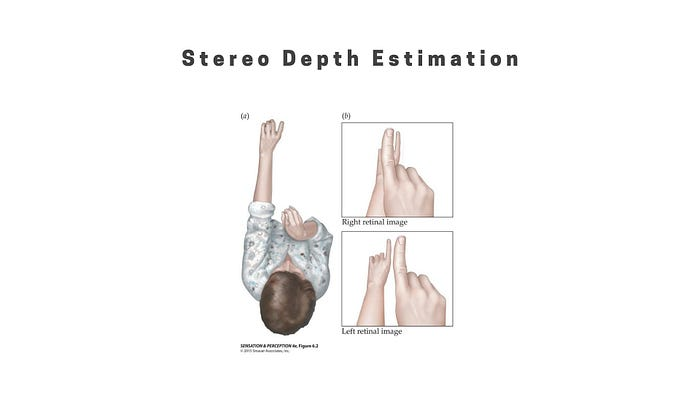 Stereo Depth Estimation
(a)
(b)
Right retinal image
Left retinal image
SENSATION & PERCEPTION 4e, Figure 6.2
© 2015 Sinauer Associates, Inc.